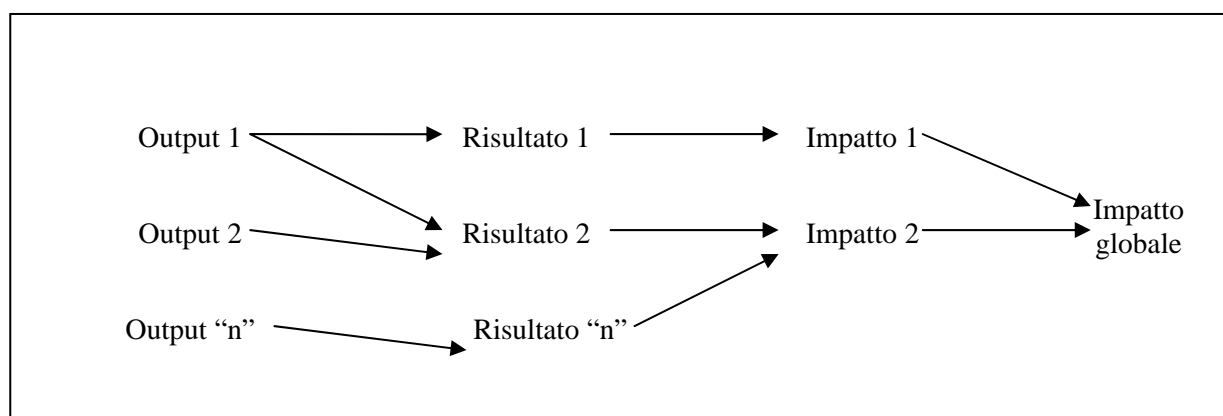 Output 1
Risultato 1
Impatto 1
Output 2
Risultato 2
Impatto 2
Impatto
globale
Output “n”
Risultato “n”